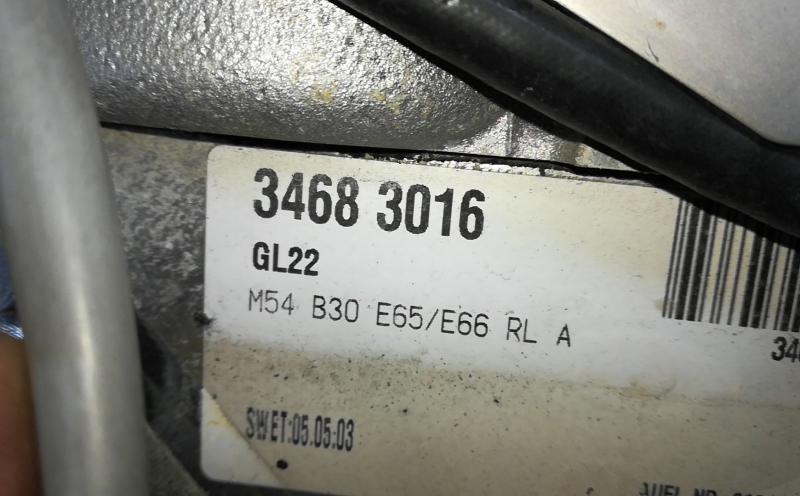 3468 3016
GL22
M54 B30 E65/E66 RL A
SWET:05.05:03